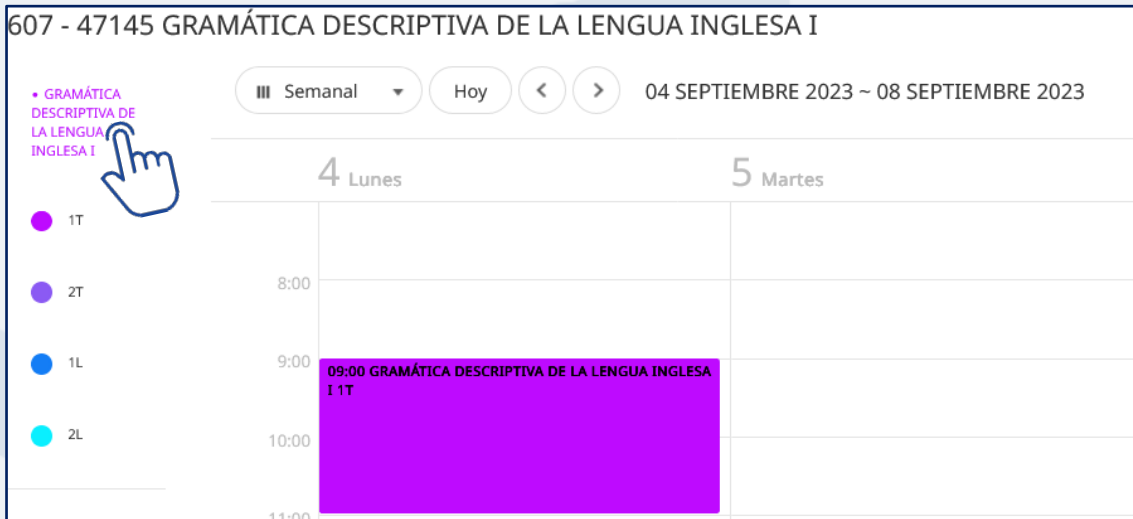 607 - 47145 GRAMÁTICA DESCRIPTIVA DE LA LENGUA INGLESA I
• GRAMÁTICA
DESCRIPTIVA DE
LA LENGUA
INGLESA I
Semanal
Hoy
04 SEPTIEMBRE 2023 ~ 08 SEPTIEMBRE 2023
4 Lunes
5 Martes
1T
2T
1L
2L
8:00
9:00
09:00 GRAMÁTICA DESCRIPTIVA DE LA LENGUA INGLESA
I 1T
10:00
11:00